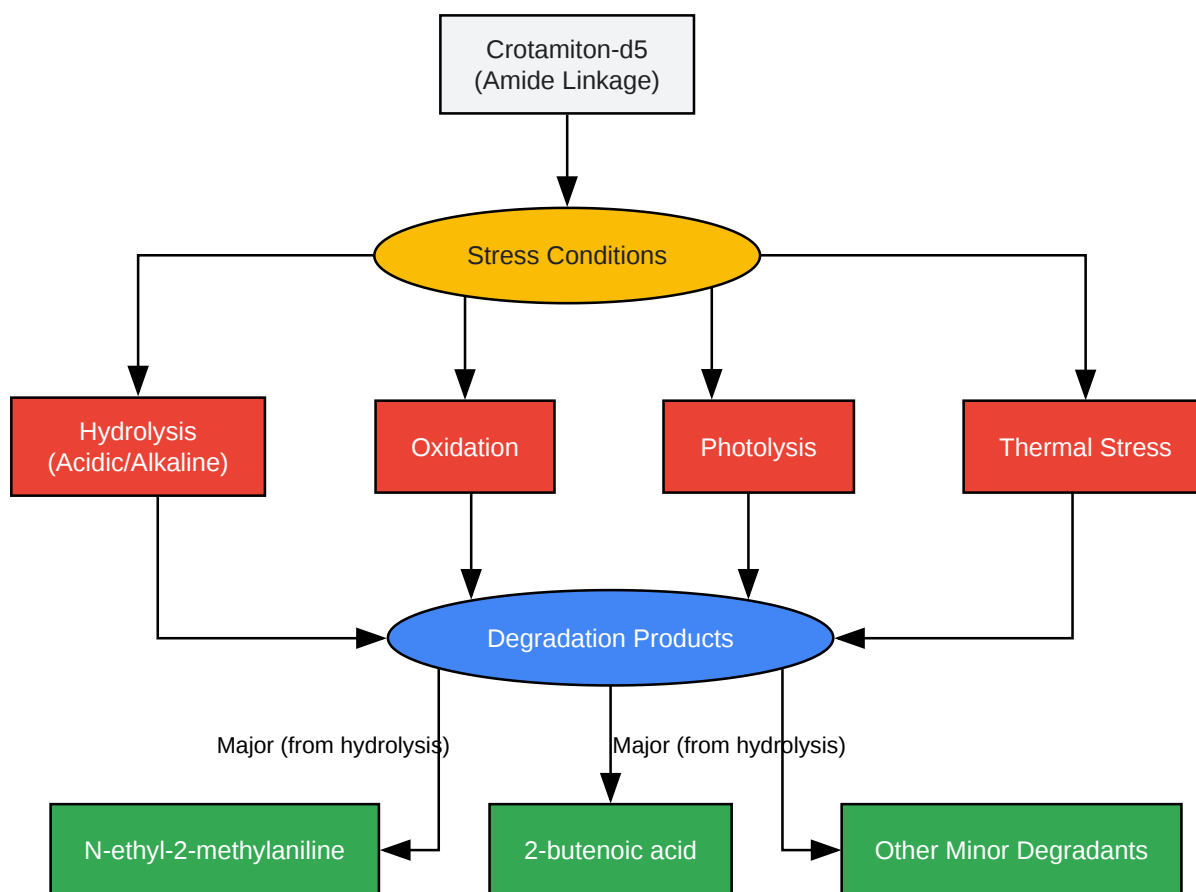 Crotamiton-d5
(Amide Linkage)
Stress Conditions
Hydrolysis
(Acidic/Alkaline)
Oxidation
Photolysis
Thermal Stress
Degradation Products
Major (from hydrolysis)
Major (from hydrolysis)
N-ethyl-2-methylaniline
2-butenoic acid
Other Minor Degradants